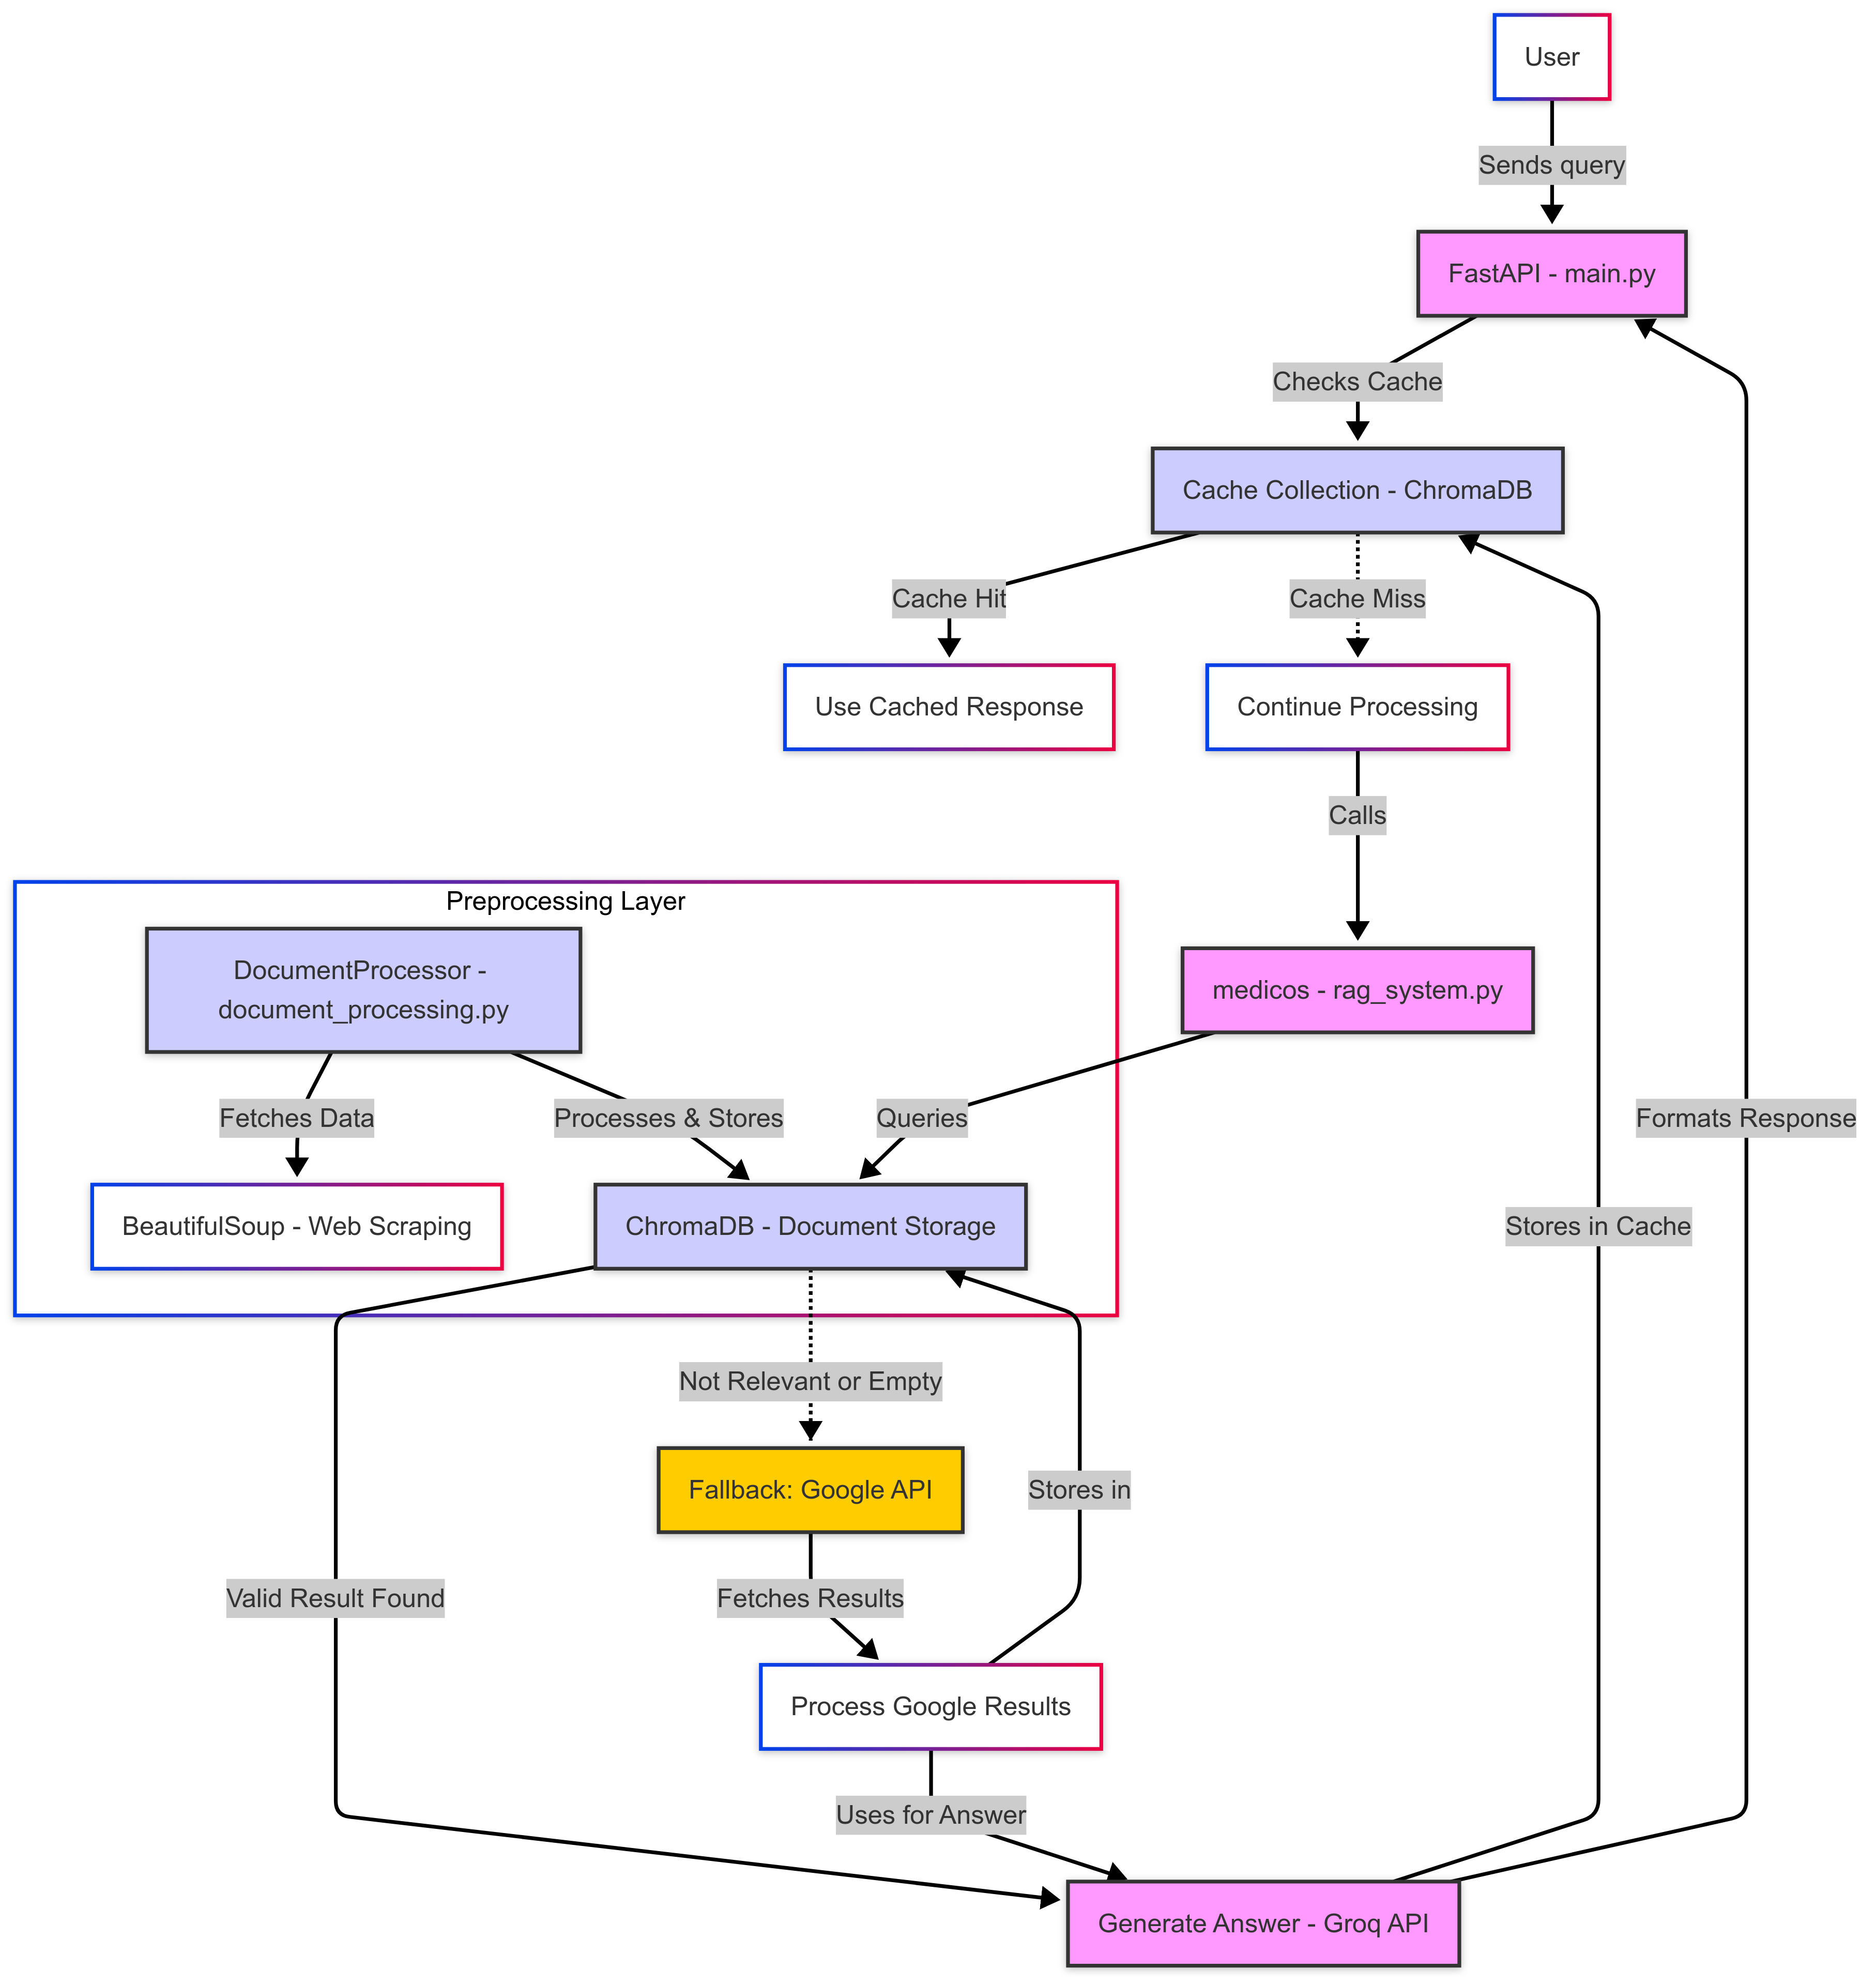 User
Sends query
FastAPI - main.py
Checks Cache
Cache Collection - ChromaDB
Cache Hit
Cache Miss
Use Cached Response
Continue Processing
Calls
Preprocessing Layer
DocumentProcessor -
document_processing.py
medicos - rag_system.py
Fetches Data
Processes & Stores
Queries
Formats Response
BeautifulSoup - Web Scraping
ChromaDB - Document Storage
Stores in Cache
Not Relevant or Empty
Fallback: Google API
Stores in
Valid Result Found
Fetches Results
Process Google Results
Uses for Answer
Generate Answer - Groq API